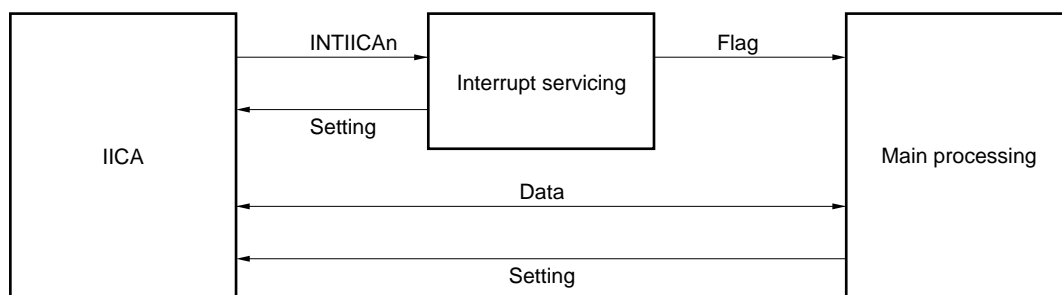 INTIICAn
Flag
Interrupt servicing
Setting
IICA
Main processing
Data
Setting